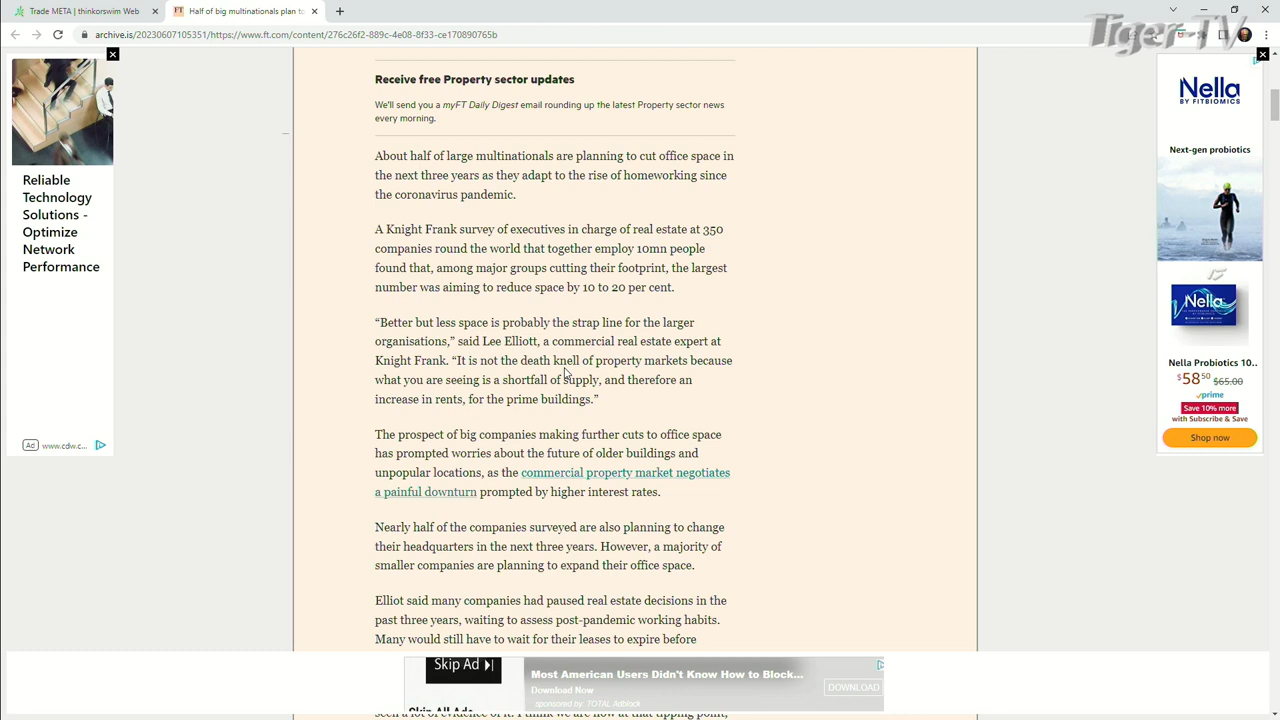 Trade META | thinkorswim Web
FT
Half of big multinationals plan to
archive.is/20230607105351/https://www.ft.com/content/276c26f2-889c-4e08-8f33-ce170890765b
Tiger-TV
Receive free Property sector updates
We'll send you a myFT Daily Digest email rounding up the latest Property sector news
every morning.
About half of large multinationals are planning to cut office space in
the next three years as they adapt to the rise of homeworking since
the coronavirus pandemic.
A Knight Frank survey of executives in charge of real estate at 350
companies round the world that together employ 10mn people
found that, among major groups cutting their footprint, the largest
number was aiming to reduce space by 10 to 20 per cent.
“Better but less space is probably the strap line for the larger
organisations,” said Lee Elliott, a commercial real estate expert at
Knight Frank. “It is not the death knell of property markets because
what you are seeing is a shortfall of supply, and therefore an
increase in rents, for the prime buildings.”
The prospect of big companies making further cuts to office space
has prompted worries about the future of older buildings and
unpopular locations, as the commercial property market negotiates
a painful downturn prompted by higher interest rates.
Nearly half of the companies surveyed are also planning to change
their headquarters in the next three years. However, a majority of
smaller companies are planning to expand their office space.
Elliot said many companies had paused real estate decisions in the
past three years, waiting to assess post-pandemic working habits.
Many would still have to wait for their leases to expire before
seen a lot of evidence of it. I think we are now at that tipping point,
Reliable
Technology
Solutions -
Optimize
Network
Performance
Ad
www.cdw.c...
Nella
BY FITBIOMICS
Next-gen probiotics
Nella
Nella Probiotics 10..
$58 50 $65.00
prime
Save 10% more
with Subscribe & Save
Shop now
Skip Ad
Skip All Ads
Most American Users Didn't Know How to Block...
Download Now
sponsored by: TOTAL Adblock
DOWNLOAD